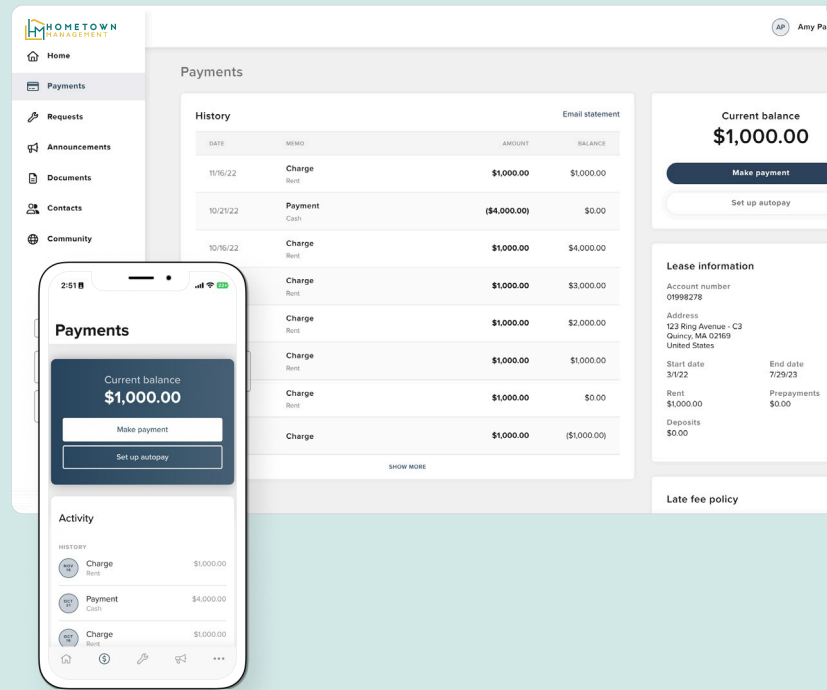 HOMETOWN
MANAGEMENT
AP Amy Pa
Home
Payments
Requests
Announcements
Documents
Contacts
Community
Payments
History Email statement
DATE MEMO AMOUNT BALANCE
11/16/22 Charge $1,000.00 $1,000.00
Rent
10/21/22 Payment ($4,000.00) $0.00
Cash
10/16/22 Charge $1,000.00 $4,000.00
Rent
Charge $1,000.00 $3,000.00
Rent
Charge $1,000.00 $2,000.00
Rent
Charge $1,000.00 $1,000.00
Rent
Charge $1,000.00 $0.00
Rent
Charge $1,000.00 ($1,000.00)
SHOW MORE
Current balance
$1,000.00
Make payment
Set up autopay
Lease information
Account number
01998278
Address
123 Ring Avenue - C3
Quincy, MA 02169
United States
Start date End date
3/1/22 7/29/23
Rent Prepayments
$1,000.00 $0.00
Deposits
$0.00
Late fee policy
2:51
Payments
Current balance
$1,000.00
Make payment
Set up autopay
Activity
HISTORY
NOV 16 Charge $1,000.00
Rent
OCT 21 Payment $4,000.00
Cash
OCT 16 Charge $1,000.00
Rent